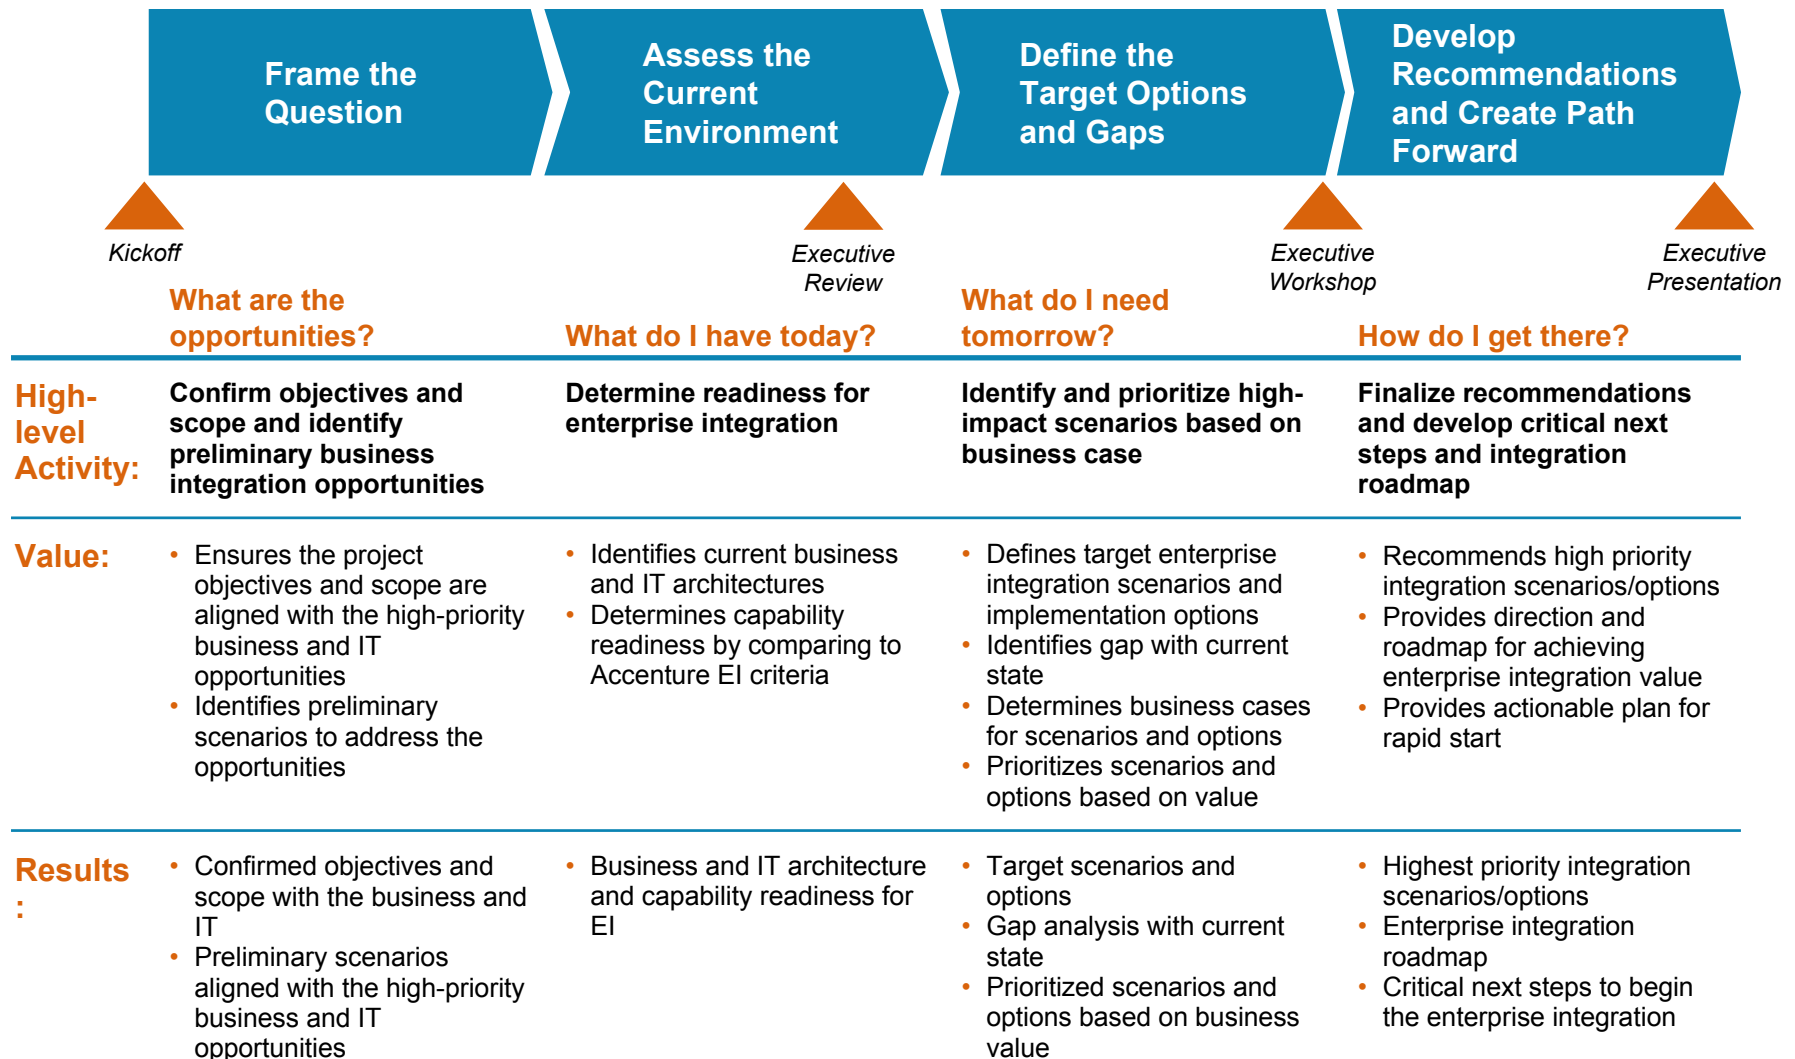 Frame the
Question
Assess the
Current
Environment
Define the
Target Options
and Gaps
Develop
Recommendations
and Create Path
Forward
Kickoff
Executive
Review
Executive
Workshop
Executive
Presentation
What are the
opportunities?
What do I have today?
What do I need
tomorrow?
How do I get there?
High-
level
Activity:
Confirm objectives and
scope and identify
preliminary business
integration opportunities
Determine readiness for
enterprise integration
Identify and prioritize high-
impact scenarios based on
business case
Finalize recommendations
and develop critical next
steps and integration
roadmap
Value:
• Ensures the project
objectives and scope are
aligned with the high-priority
business and IT
opportunities
• Identifies preliminary
scenarios to address the
opportunities
• Identifies current business
and IT architectures
• Determines capability
readiness by comparing to
Accenture EI criteria
• Defines target enterprise
integration scenarios and
implementation options
• Identifies gap with current
state
• Determines business cases
for scenarios and options
• Prioritizes scenarios and
options based on value
• Recommends high priority
integration scenarios/options
• Provides direction and
roadmap for achieving
enterprise integration value
• Provides actionable plan for
rapid start
Results
:
• Confirmed objectives and
scope with the business and
IT
• Preliminary scenarios
aligned with the high-priority
business and IT
opportunities
• Business and IT architecture
and capability readiness for
EI
• Target scenarios and
options
• Gap analysis with current
state
• Prioritized scenarios and
options based on business
value
• Highest priority integration
scenarios/options
• Enterprise integration
roadmap
• Critical next steps to begin
the enterprise integration